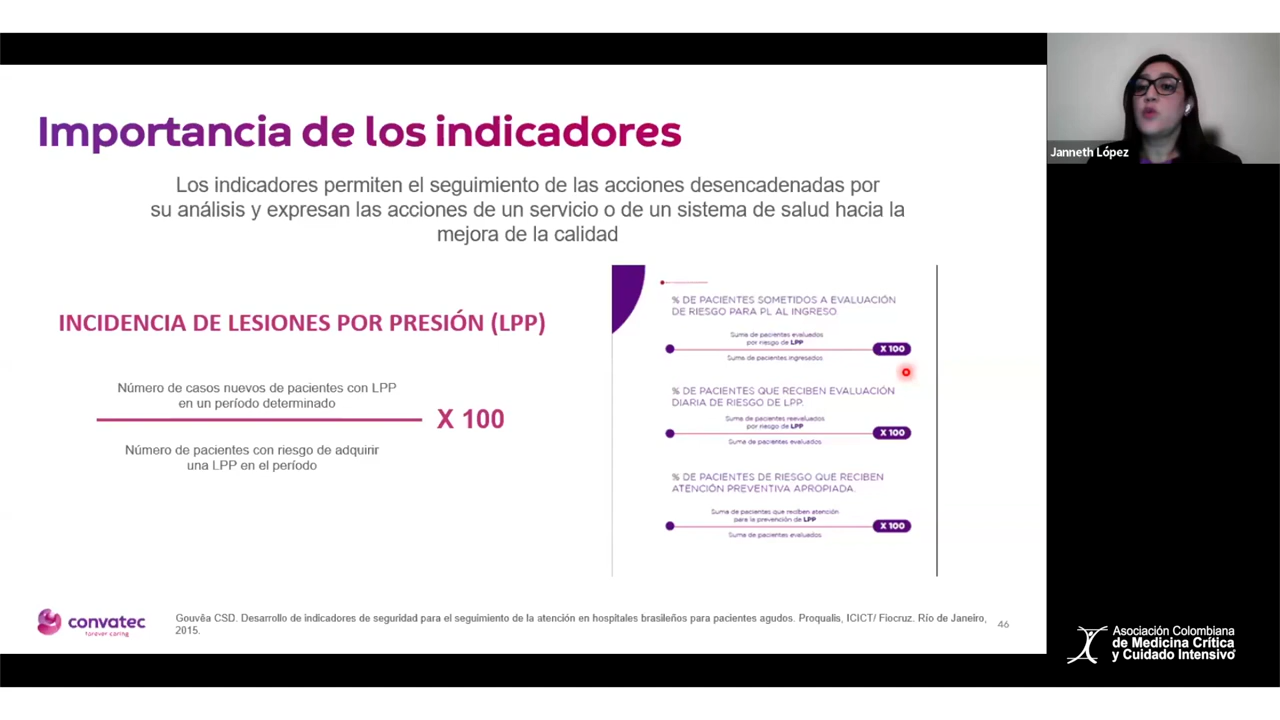 Importancia de los indicadores
Los indicadores permiten el seguimiento de las acciones desencadenadas por
su análisis y expresan las acciones de un servicio o de un sistema de salud hacia la
mejora de la calidad
INCIDENCIA DE LESIONES POR PRESIÓN (LPP)
Número de casos nuevos de pacientes con LPP
en un período determinado
X 100
Número de pacientes con riesgo de adquirir
una LPP en el período
% DE PACIENTES SOMETIDOS A EVALUACIÓN
DE RIESGO PARA PL AL INGRESO
Suma de pacientes evaluados
por riesgo de LPP
X 100
Suma de pacientes ingresados
% DE PACIENTES QUE RECIBEN EVALUACIÓN
DIARIA DE RIESGO DE LPP.
Suma de pacientes reevaluados
por riesgo de LPP
X 100
Suma de pacientes evaluados
% DE PACIENTES DE RIESGO QUE RECIBEN
ATENCIÓN PREVENTIVA APROPIADA.
Suma de pacientes que reciben atención
para la prevención de LPP
X 100
Suma de pacientes evaluados
convatec
forever caring
Gouvêa CSD. Desarrollo de indicadores de seguridad para el seguimiento de la atención en hospitales brasileños para pacientes agudos. Proqualis, ICICT/ Fiocruz. Río de Janeiro,
2015.
46
Janneth López
Asociación Colombiana
de Medicina Crítica
y Cuidado Intensivo